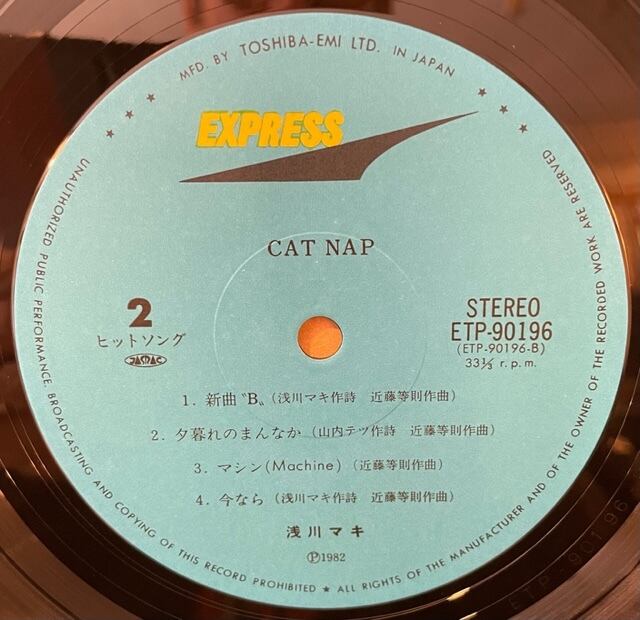 MFD. BY TOSHIBA-EMI LTD. IN JAPAN
EXPRESS
CAT NAP
2
ヒットソング
JASRAC
STEREO
ETP-90196
(ETP-90196-B)
33⅓ r.p.m.
1. 新曲〝B〟(浅川マキ作詩 近藤等則作曲)
2. 夕暮れのまんなか (山内テツ作詩 近藤等則作曲)
3. マシン(Machine) (近藤等則作曲)
4. 今なら (浅川マキ作詩 近藤等則作曲)
浅川マキ
Ⓟ1982
UNAUTHORIZED PUBLIC PERFORMANCE. BROADCASTING AND COPYING OF THIS RECORD PROHIBITED ★ ALL RIGHTS OF THE MANUFACTURER AND OF THE OWNER OF THE RECORDED WORK ARE RESERVED
ETP-90196